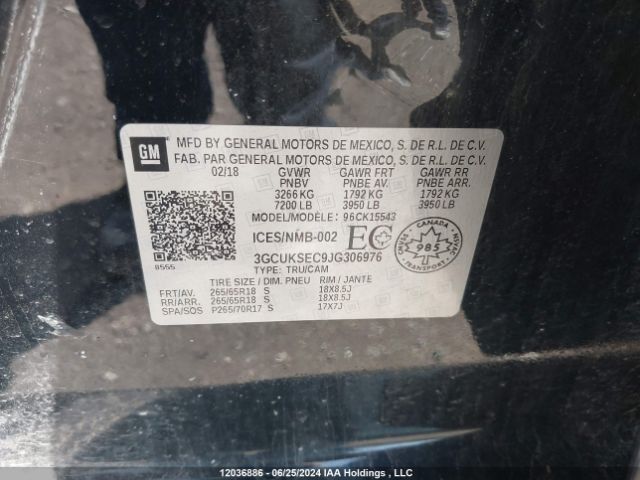 GM
MFD BY GENERAL MOTORS DE MEXICO, S. DE R.L. DE C.V.
FAB. PAR GENERAL MOTORS DE MEXICO, S. DE R.L. DE C.V.
02/18 GVWR GAWR FRT GAWR RR
PNBV PNBE AV. PNBE ARR.
3266 KG 1792 KG 1792 KG
7200 LB 3950 LB 3950 LB
MODEL/MODÈLE: 96CK15543
ICES/NMB-002 EC
CANADA
985
3GCUKSEC9JG306976
8555
TYPE: TRU/CAM
TIRE SIZE / DIM. PNEU RIM / JANTE
FRT/AV. 265/65R18 S 18X8.5J
RR/ARR. 265/65R18 S 18X8.5J
SPA/SOS P265/70R17 S 17X7J
12036886 - 06/25/2024 IAA Holdings , LLC